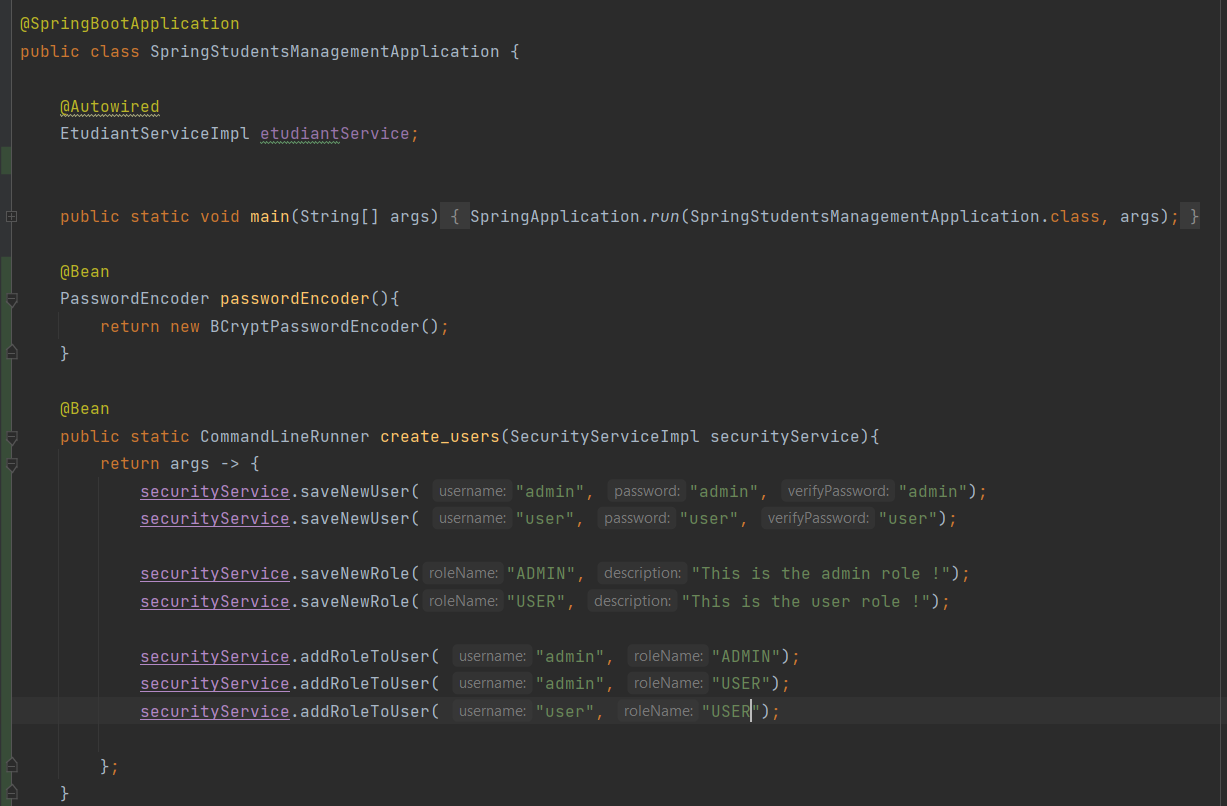 @SpringBootApplication
public class SpringStudentsManagementApplication {
@Autowired
EtudiantServiceImpl etudiantService;
public static void main(String[] args) { SpringApplication.run(SpringStudentsManagementApplication.class, args); }
@Bean
PasswordEncoder passwordEncoder(){
return new BCryptPasswordEncoder();
}
@Bean
public static CommandLineRunner create_users(SecurityServiceImpl securityService){
return args -> {
securityService.saveNewUser( username: "admin", password: "admin", verifyPassword: "admin");
securityService.saveNewUser( username: "user", password: "user", verifyPassword: "user");
securityService.saveNewRole( roleName: "ADMIN", description: "This is the admin role !");
securityService.saveNewRole( roleName: "USER", description: "This is the user role !");
securityService.addRoleToUser( username: "admin", roleName: "ADMIN");
securityService.addRoleToUser( username: "admin", roleName: "USER");
securityService.addRoleToUser( username: "user", roleName: "USER");
};
}